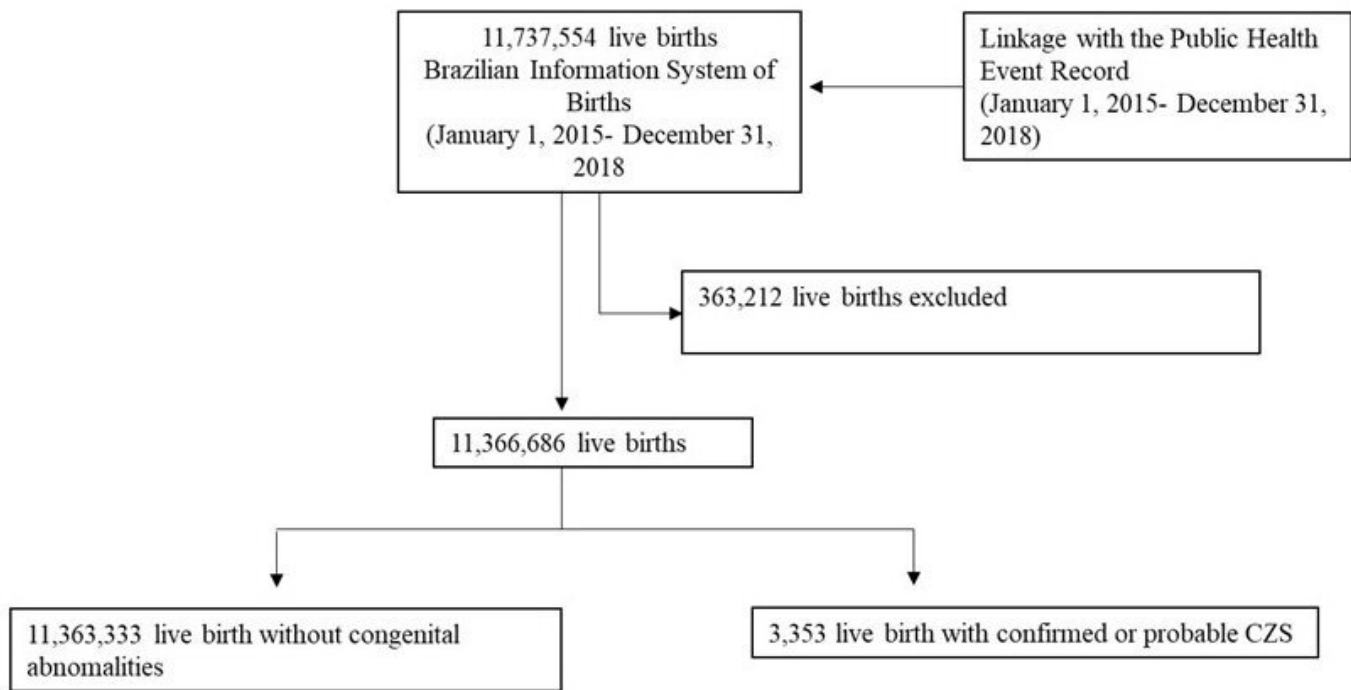 11,737,554 live births
Brazilian Information System of
Births
(January 1, 2015- December 31,
2018
Linkage with the Public Health
Event Record
(January 1, 2015- December 31,
2018)
363,212 live births excluded
11,366,686 live births
11,363,333 live birth without congenital
abnomalities
3,353 live birth with confirmed or probable CZS